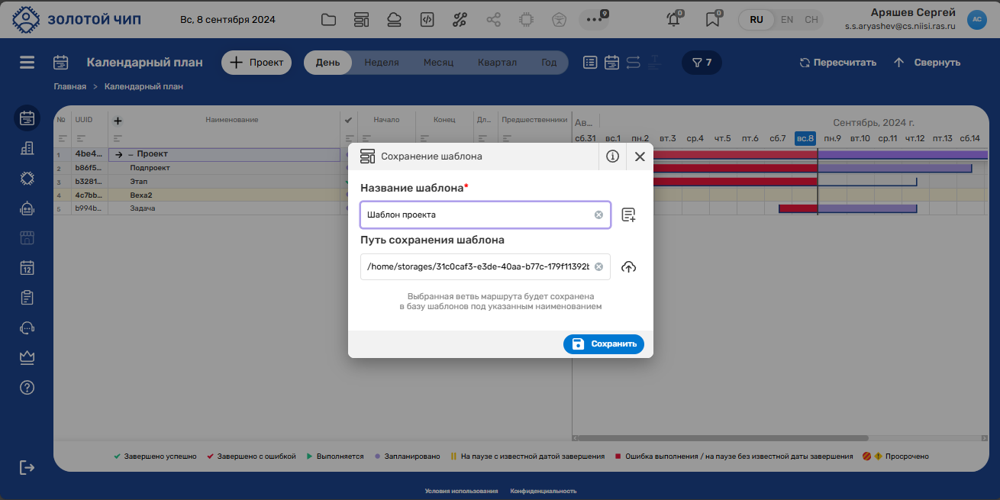 ЗОЛОТОЙ ЧИП
Вс, 8 сентября 2024
9
0
0
RU EN CH
Аряшев Сергей
s.s.aryashev@cs.niisi.ras.ru
АС
Календарный план
Проект
День Неделя Месяц Квартал Год
7
Пересчитать
Свернуть
Главная > Календарный план
№ UUID Наименование Начало Конец Дл... Предшественники
Ав... Сентябрь, 2024 г.
сб.31 вс.1 пн.2 вт.3 ср.4 чт.5 пт.6 сб.7 вс.8 пн.9 вт.10 ср.11 чт.12 пт.13 сб.14
1 4be4... – Проект
2 b86f5... Подпроект
3 b3281... Этап
4 4c7bb... Веха2
5 b994b... Задача
12
Сохранение шаблона
Название шаблона*
Шаблон проекта
Путь сохранения шаблона
/home/storages/31c0caf3-e3de-40aa-b77c-179f11392b
Выбранная ветвь маршрута будет сохранена
в базу шаблонов под указанным наименованием
Сохранить
Завершено успешно Завершено с ошибкой Выполняется Запланировано На паузе с известной датой завершения Ошибка выполнения / на паузе без известной даты завершения Просрочено
Условия использования Конфиденциальность